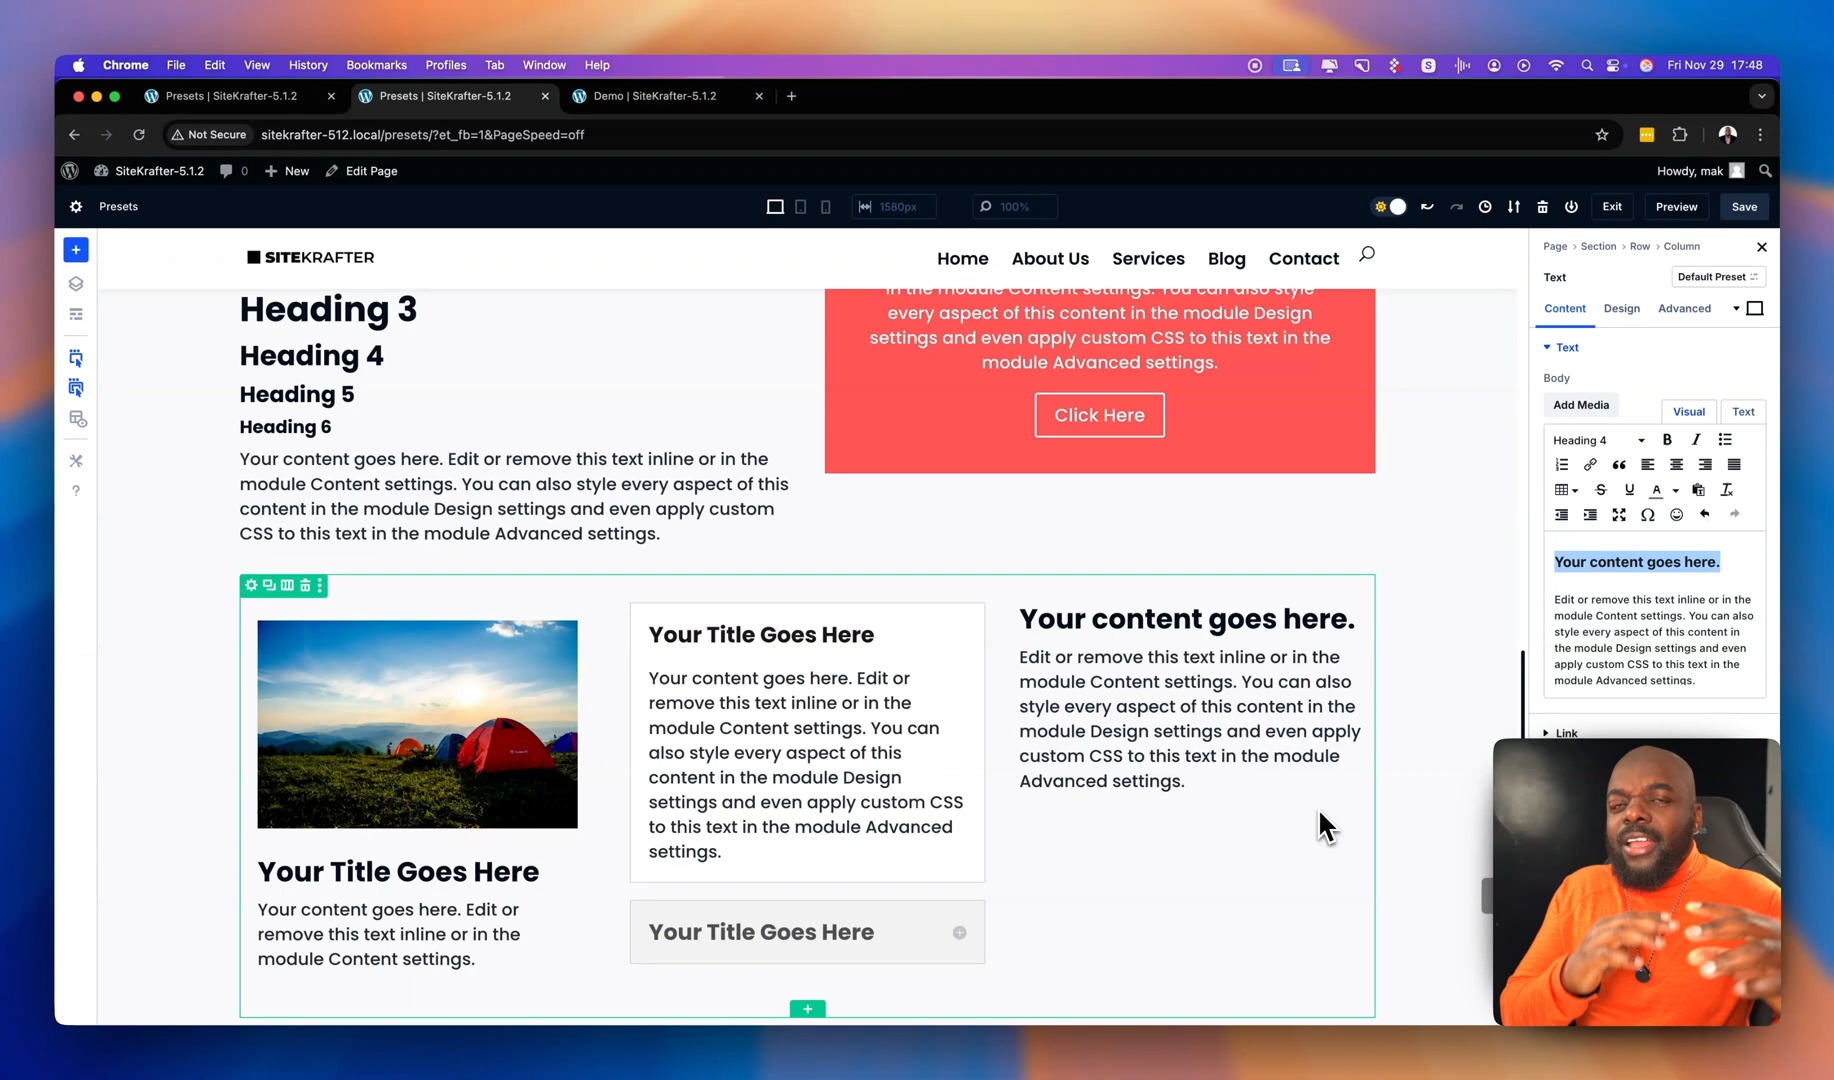 Chrome File Edit View History Bookmarks Profiles Tab Window Help
S
Fri Nov 29 17:48
Presets | SiteKrafter-5.1.2
Presets | SiteKrafter-5.1.2
Demo | SiteKrafter-5.1.2
Not Secure
sitekrafter-512.local/presets/?et_fb=1&PageSpeed=off
SiteKrafter-5.1.2
0
New
Edit Page
Howdy, mak
Presets
1580px
100%
Exit
Preview
Save
SITEKRAFTER
Home About Us Services Blog Contact
Heading 3
Heading 4
Heading 5
Heading 6
Your content goes here. Edit or remove this text inline or in the
module Content settings. You can also style every aspect of this
content in the module Design settings and even apply custom
CSS to this text in the module Advanced settings.
in the module Content settings. You can also style
every aspect of this content in the module Design
settings and even apply custom CSS to this text in the
module Advanced settings.
Click Here
Your Title Goes Here
Your content goes here. Edit or
remove this text inline or in the
module Content settings.
Your Title Goes Here
Your content goes here. Edit or
remove this text inline or in the
module Content settings. You can
also style every aspect of this
content in the module Design
settings and even apply custom CSS
to this text in the module Advanced
settings.
Your Title Goes Here
Your content goes here.
Edit or remove this text inline or in the
module Content settings. You can also
style every aspect of this content in the
module Design settings and even apply
custom CSS to this text in the module
Advanced settings.
Page > Section > Row > Column
Text
Default Preset
Content Design Advanced
Text
Body
Add Media
Visual
Text
Heading 4
B I
A
Your content goes here.
Edit or remove this text inline or in the
module Content settings. You can also
style every aspect of this content in
the module Design settings and even
apply custom CSS to this text in the
module Advanced settings.
Link